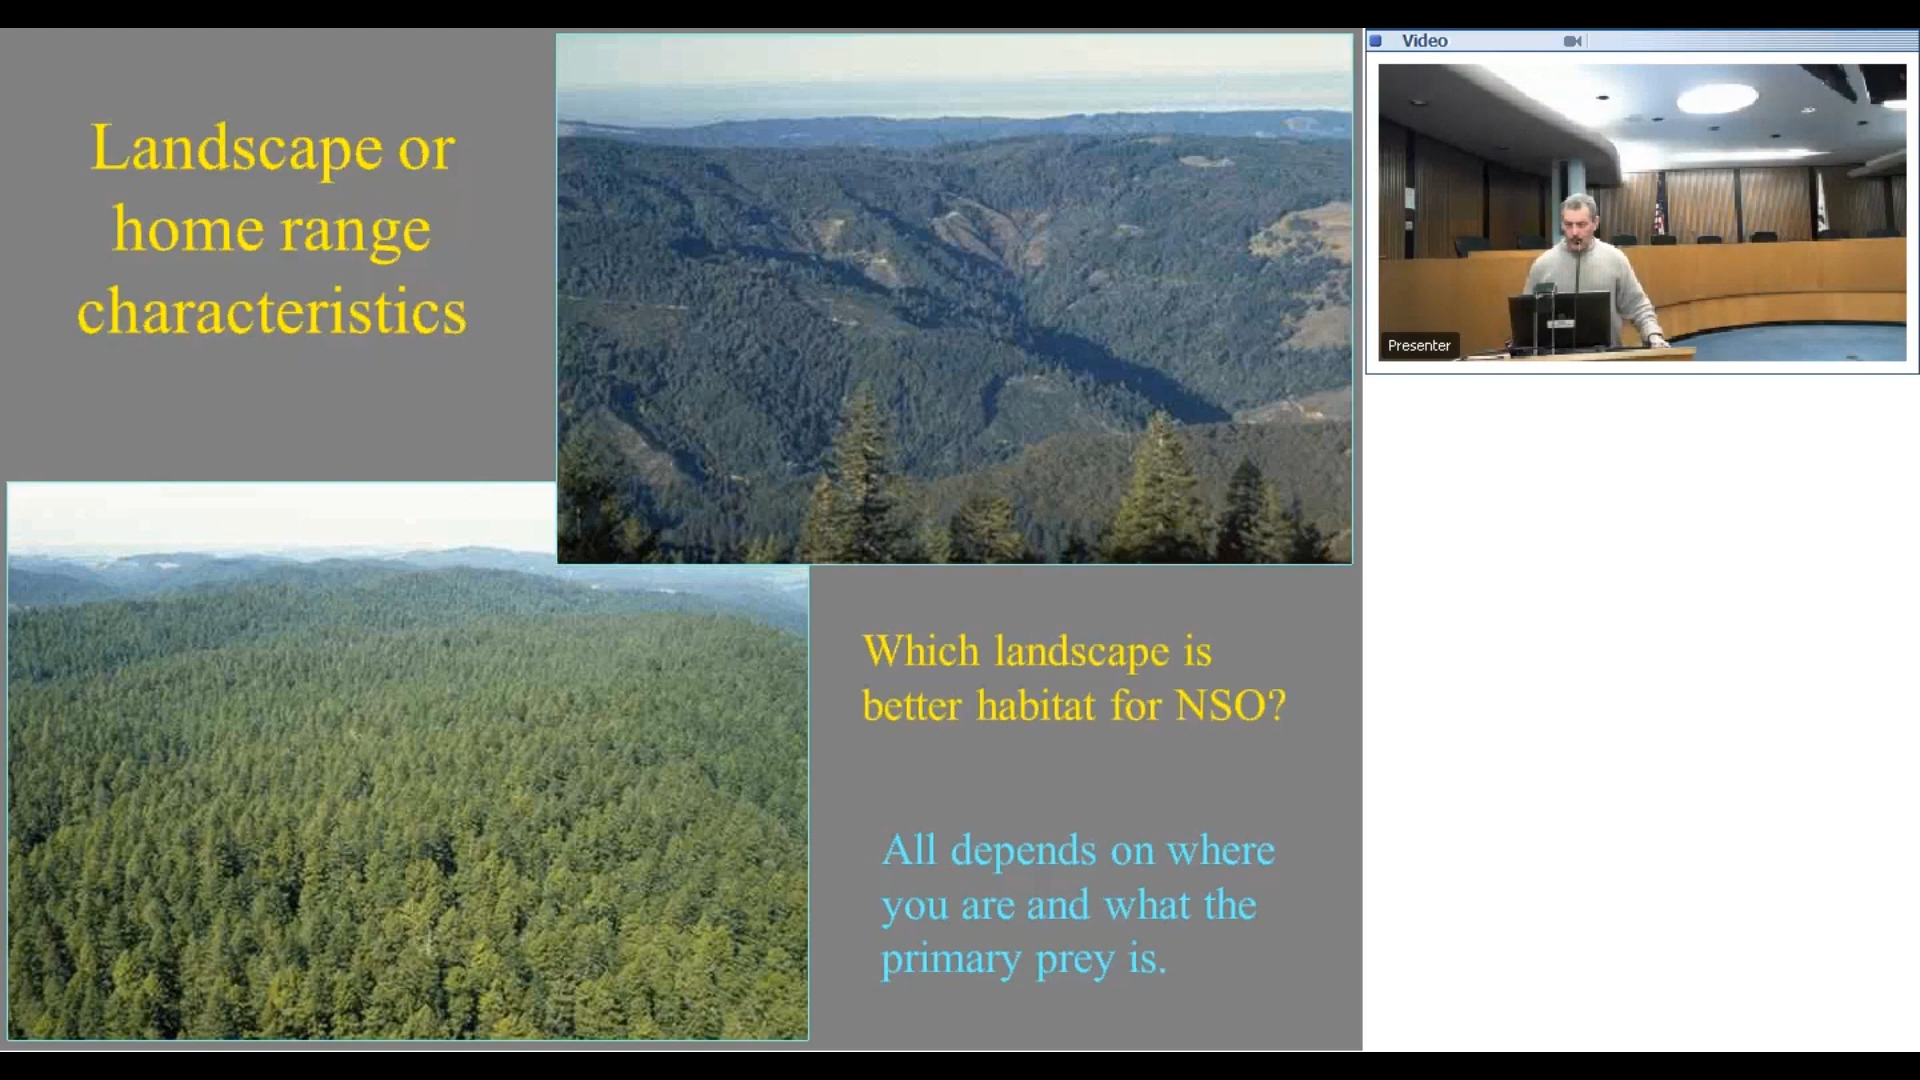 Landscape or
home range
characteristics
Which landscape is
better habitat for NSO?
All depends on where
you are and what the
primary prey is.
Video
Presenter